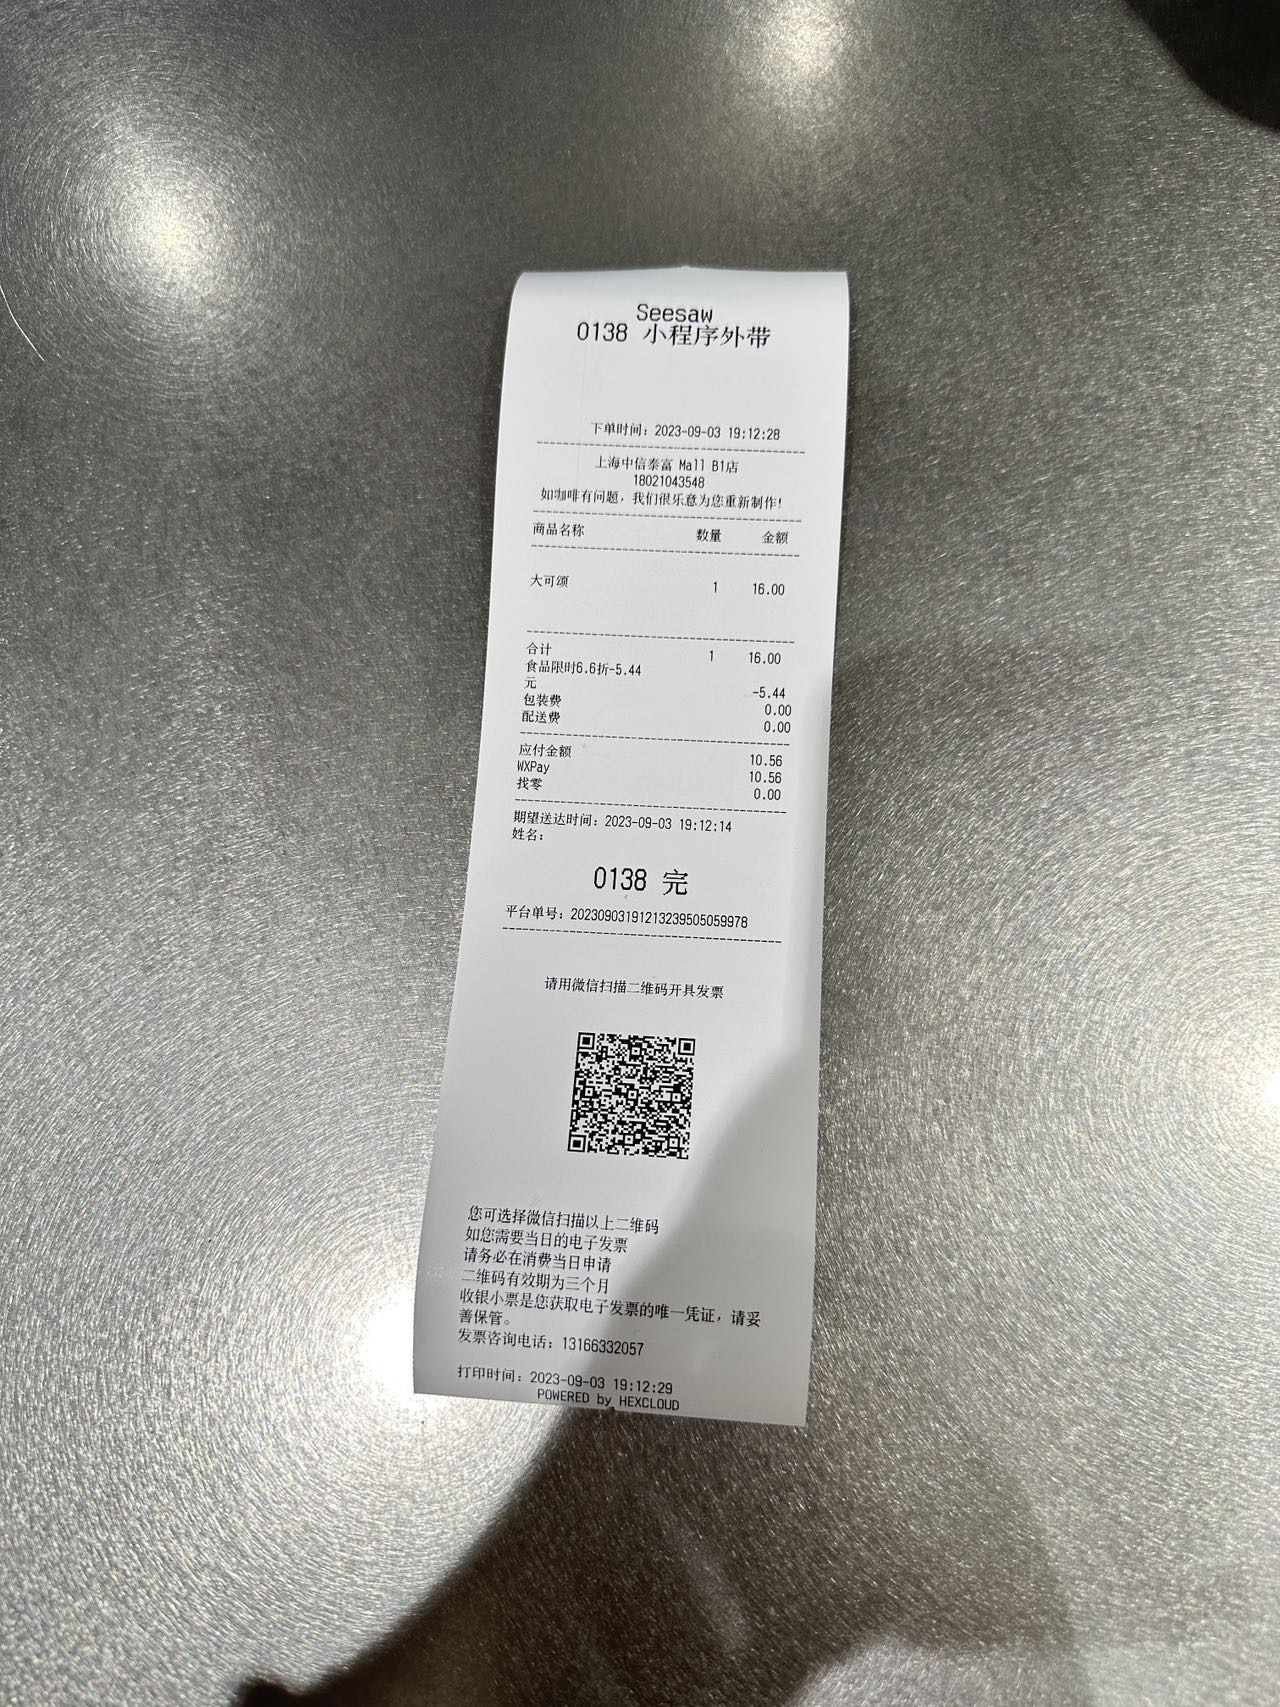 Seesaw
0138 小程序外带
下单时间：2023-09-03 19:12:28
上海中信泰富 Mall B1店
18021043548
如咖啡有问题，我们很乐意为您重新制作！
商品名称 数量 金额
大可颂 1 16.00
合计 1 16.00
食品限时6.6折-5.44
元 -5.44
包装费 0.00
配送费 0.00
应付金额 10.56
WXPay 10.56
找零 0.00
期望送达时间：2023-09-03 19:12:14
姓名：
0138 完
平台单号：20230903191213239505059978
请用微信扫描二维码开具发票
您可选择微信扫描以上二维码
如您需要当日的电子发票
请务必在消费当日申请
二维码有效期为三个月
收银小票是您获取电子发票的唯一凭证，请妥
善保管。
发票咨询电话：13166332057
打印时间：2023-09-03 19:12:29
POWERED by HEXCLOUD